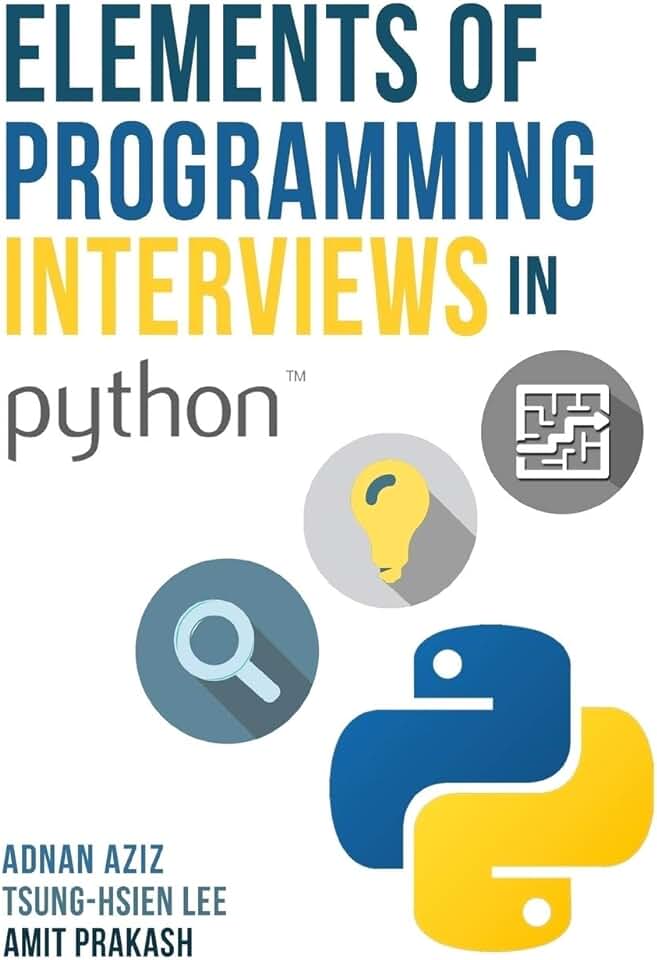 ELEMENTS OF
PROGRAMMING
INTERVIEWS IN
python™
ADNAN AZIZ
TSUNG-HSIEN LEE
AMIT PRAKASH